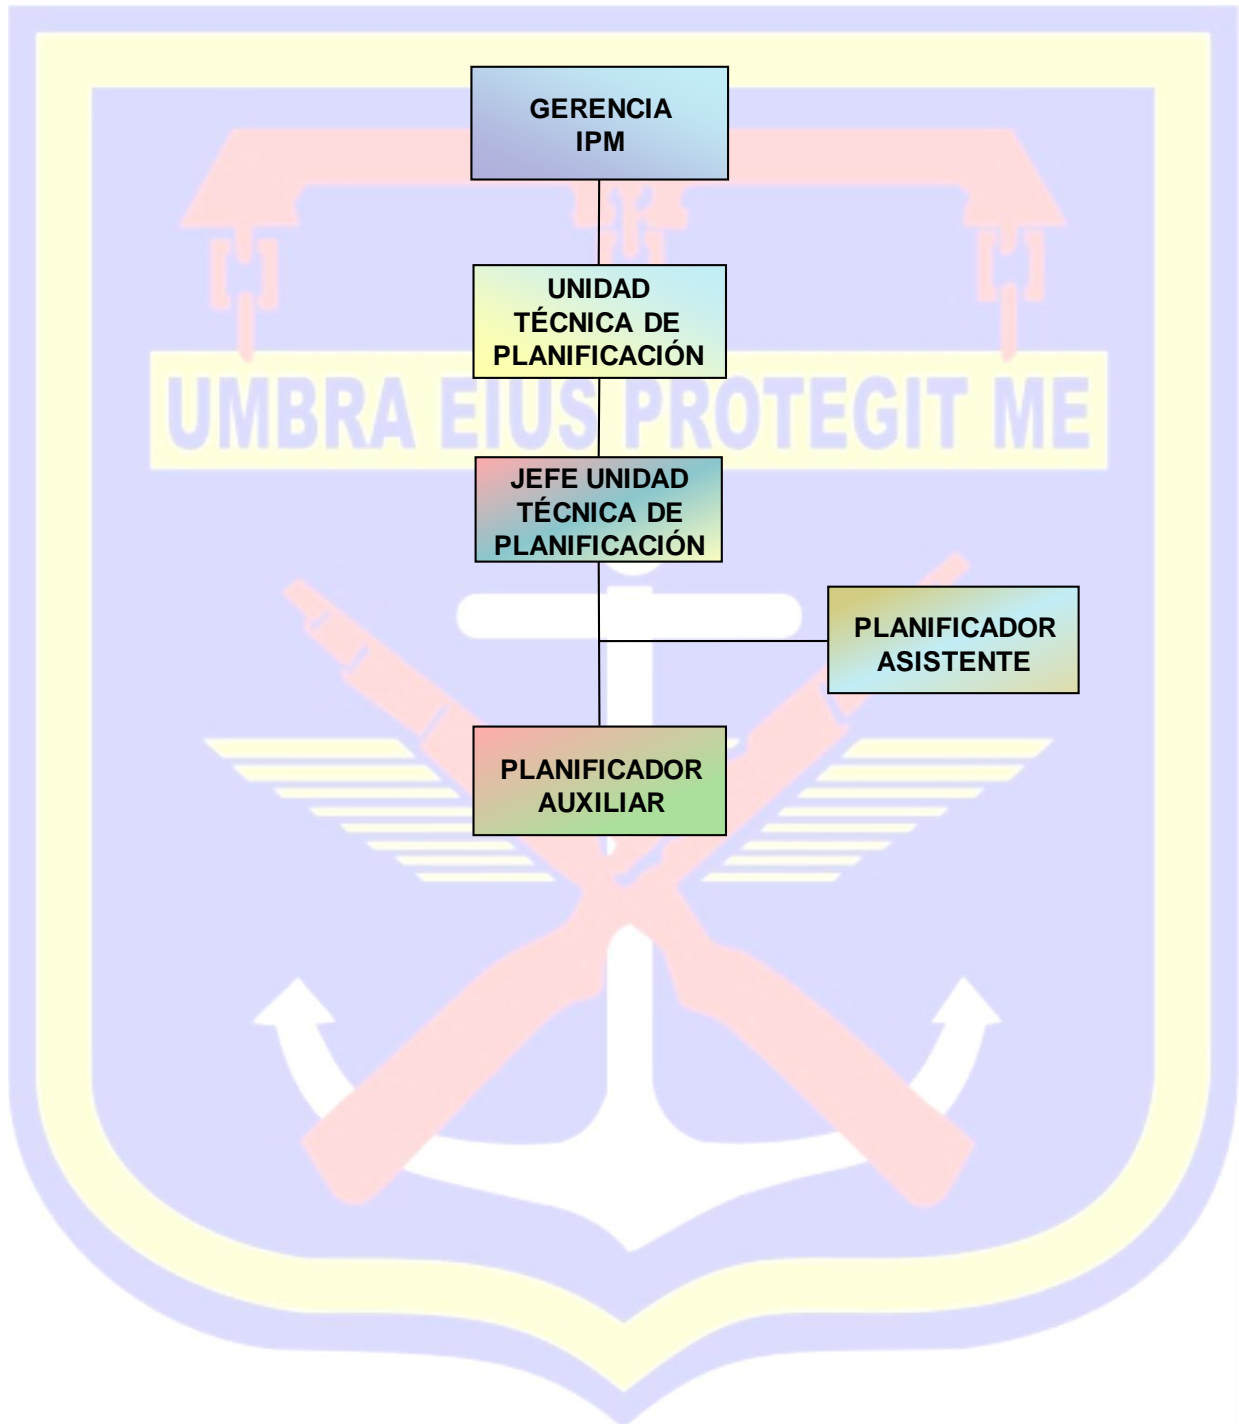 GERENCIA
IPM
UNIDAD
TÉCNICA DE
PLANIFICACIÓN
UMBRA EIUS PROTEGIT ME
JEFE UNIDAD
TÉCNICA DE
PLANIFICACIÓN
PLANIFICADOR
ASISTENTE
PLANIFICADOR
AUXILIAR